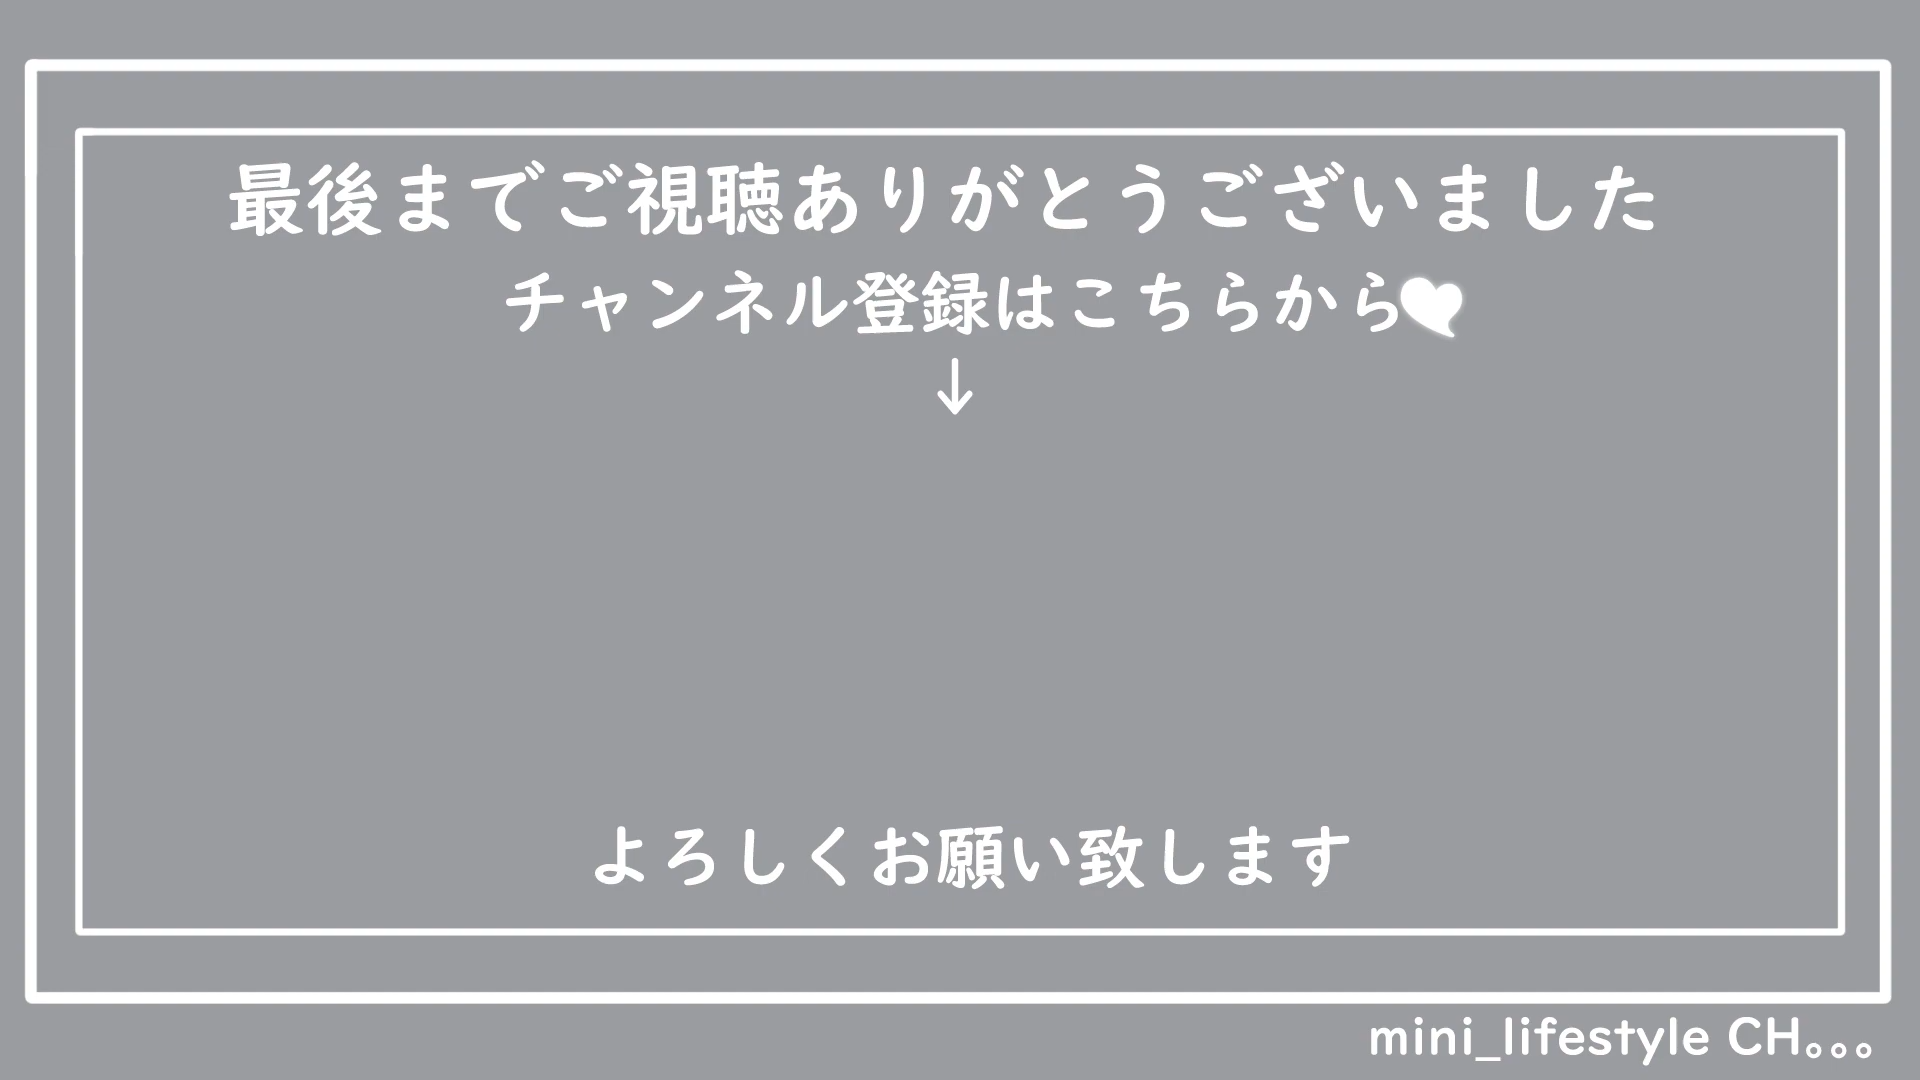 最後までご視聴ありがとうございました
チャンネル登録はこちらから♥
↓
よろしくお願い致します
mini_lifestyle CH。。。